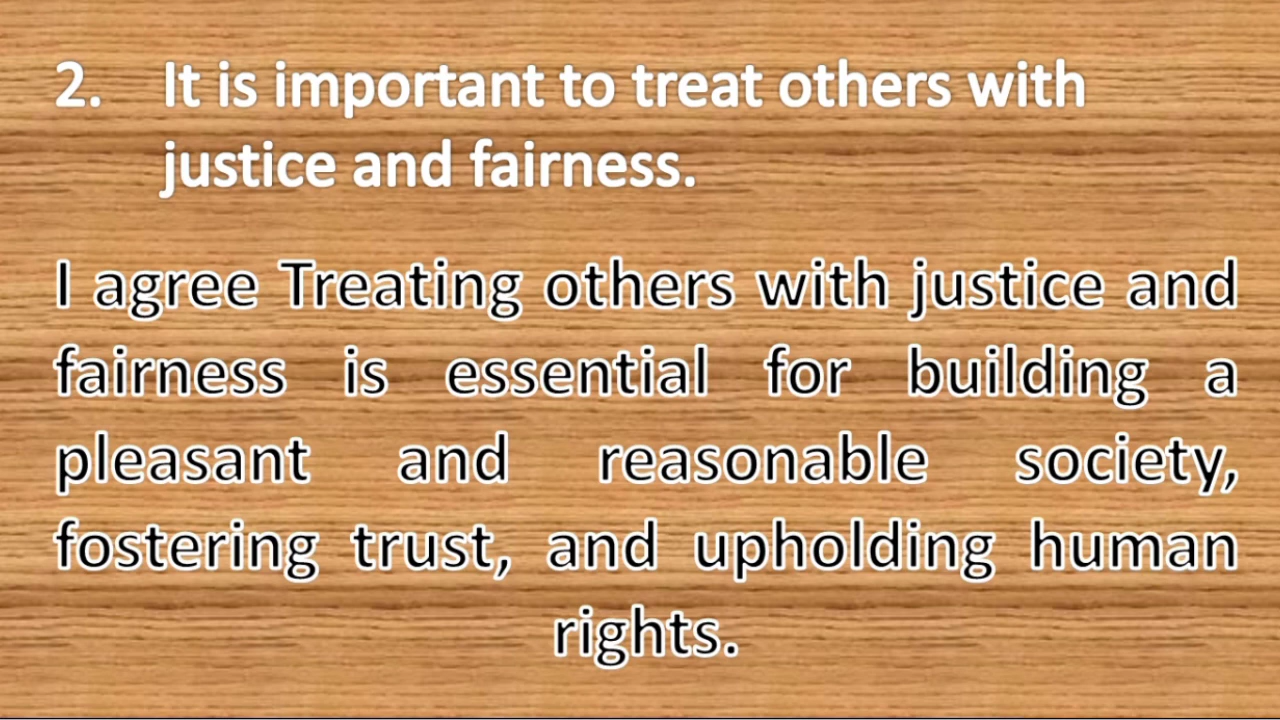 2. It is important to treat others with
justice and fairness.
I agree Treating others with justice and
fairness is essential for building a
pleasant and reasonable society,
fostering trust, and upholding human
rights.